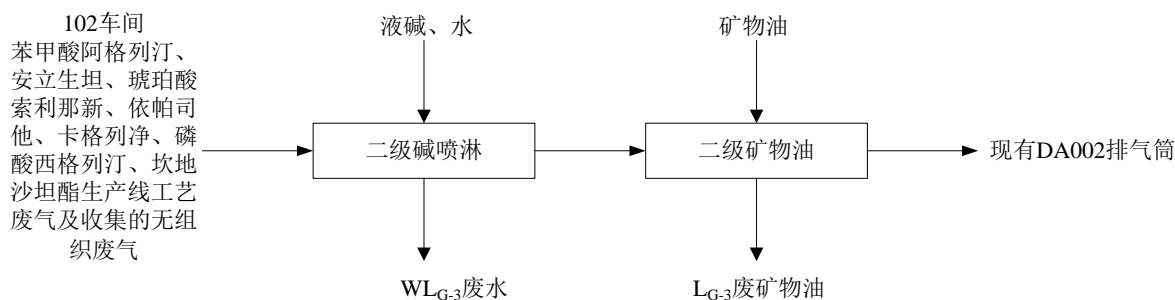 102车间
苯甲酸阿格列汀、
安立生坦、琥珀酸
索利那新、依帕司
他、卡格列净、磷
酸西格列汀、坎地
沙坦酯生产线工艺
废气及收集的无组
织废气
液碱、水
二级碱喷淋
WLG-3废水
矿物油
二级矿物油
LG-3废矿物油
现有DA002排气筒